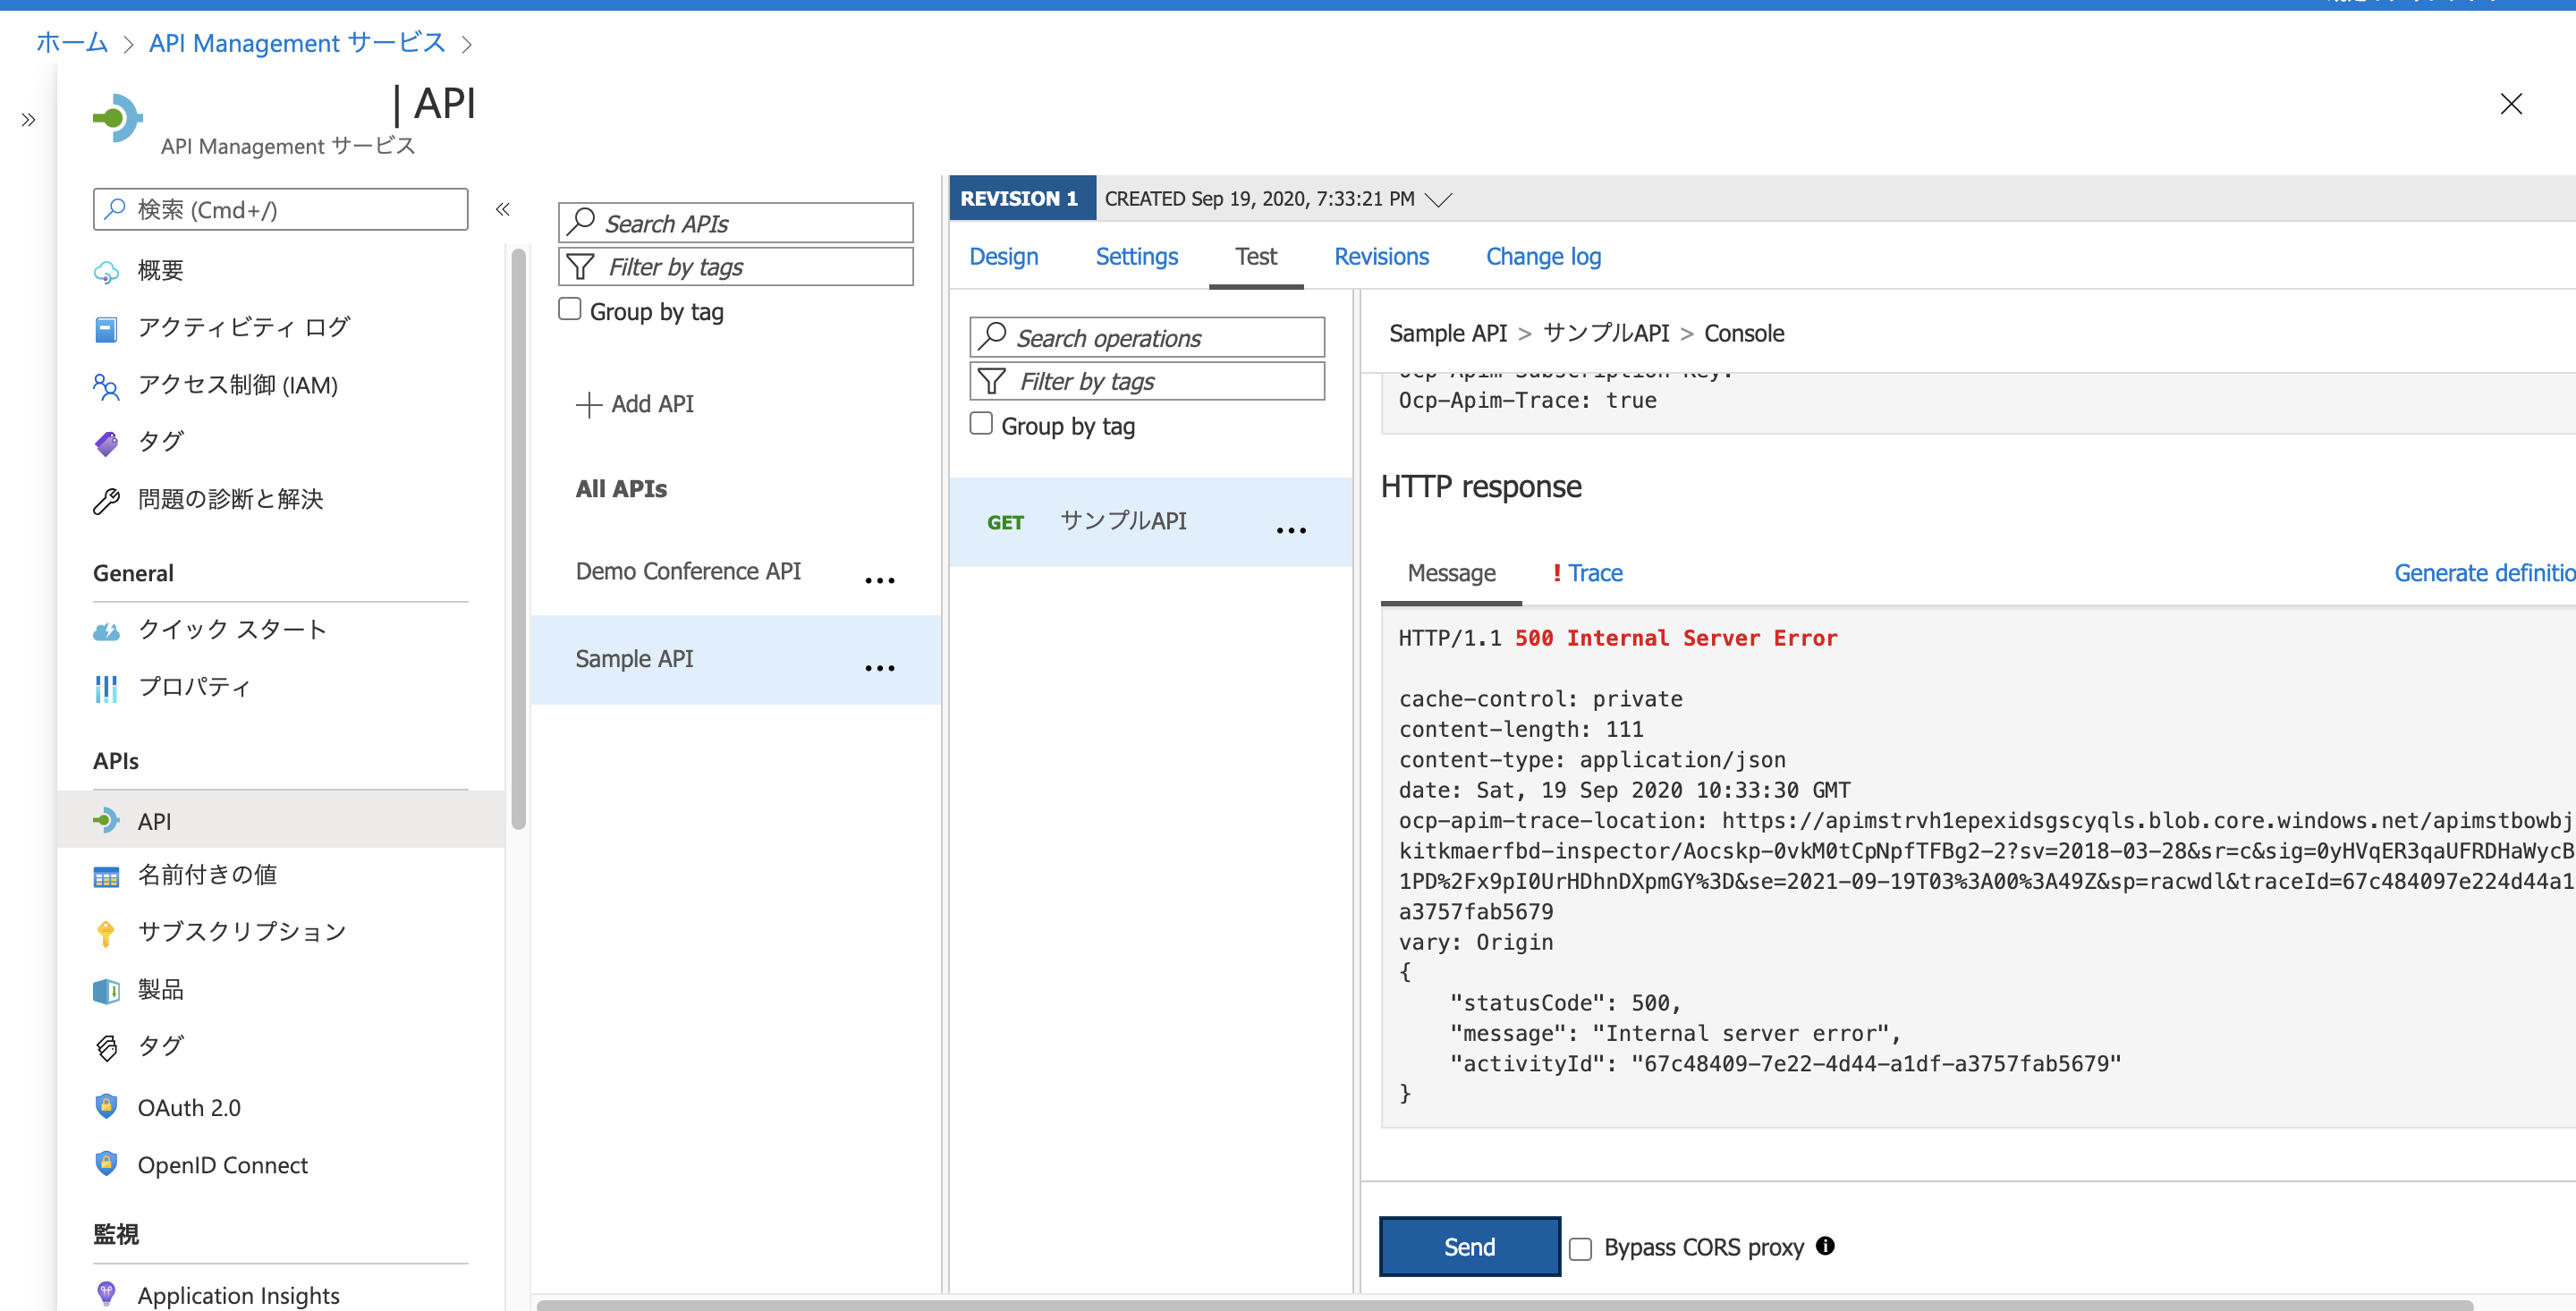 ホーム > API Management サービス >
| API
API Management サービス
検索 (Cmd+/)
概要
アクティビティ ログ
アクセス制御 (IAM)
タグ
問題の診断と解決
General
クイック スタート
プロパティ
APIs
API
名前付きの値
サブスクリプション
製品
タグ
OAuth 2.0
OpenID Connect
監視
Application Insights
Search APIs
Filter by tags
Group by tag
Add API
All APIs
Demo Conference API
Sample API
REVISION 1 CREATED Sep 19, 2020, 7:33:21 PM
Design Settings Test Revisions Change log
Search operations
Filter by tags
Group by tag
GET サンプルAPI
Sample API > サンプルAPI > Console
Ocp-Apim-Subscription-Key:
Ocp-Apim-Trace: true
HTTP response
Message ! Trace Generate definitio
HTTP/1.1 500 Internal Server Error
cache-control: private
content-length: 111
content-type: application/json
date: Sat, 19 Sep 2020 10:33:30 GMT
ocp-apim-trace-location: https://apimstrvh1epexidsgscyqls.blob.core.windows.net/apimstbowbj
kitkmaerfbd-inspector/Aocskp-0vkM0tCpNpfTFBg2-2?sv=2018-03-28&sr=c&sig=0yHVqER3qaUFRDHaWycB
1PD%2Fx9pI0UrHDhnDXpmGY%3D&se=2021-09-19T03%3A00%3A49Z&sp=racwdl&traceId=67c484097e224d44a1
a3757fab5679
vary: Origin
{
"statusCode": 500,
"message": "Internal server error",
"activityId": "67c48409-7e22-4d44-a1df-a3757fab5679"
}
Send Bypass CORS proxy